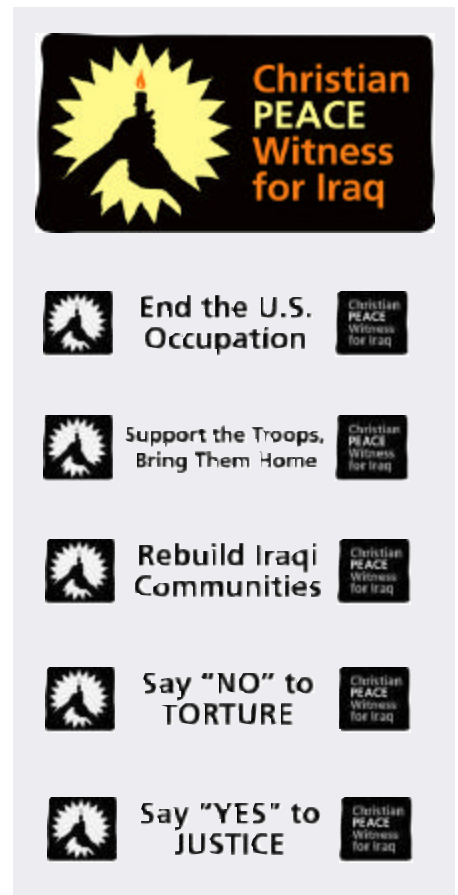 Christian
PEACE
Witness
for Iraq
End the U.S.
Occupation
Christian
PEACE
Witness
for Iraq
Support the Troops,
Bring Them Home
Christian
PEACE
Witness
for Iraq
Rebuild Iraqi
Communities
Christian
PEACE
Witness
for Iraq
Say “NO” to
TORTURE
Christian
PEACE
Witness
for Iraq
Say “YES” to
JUSTICE
Christian
PEACE
Witness
for Iraq